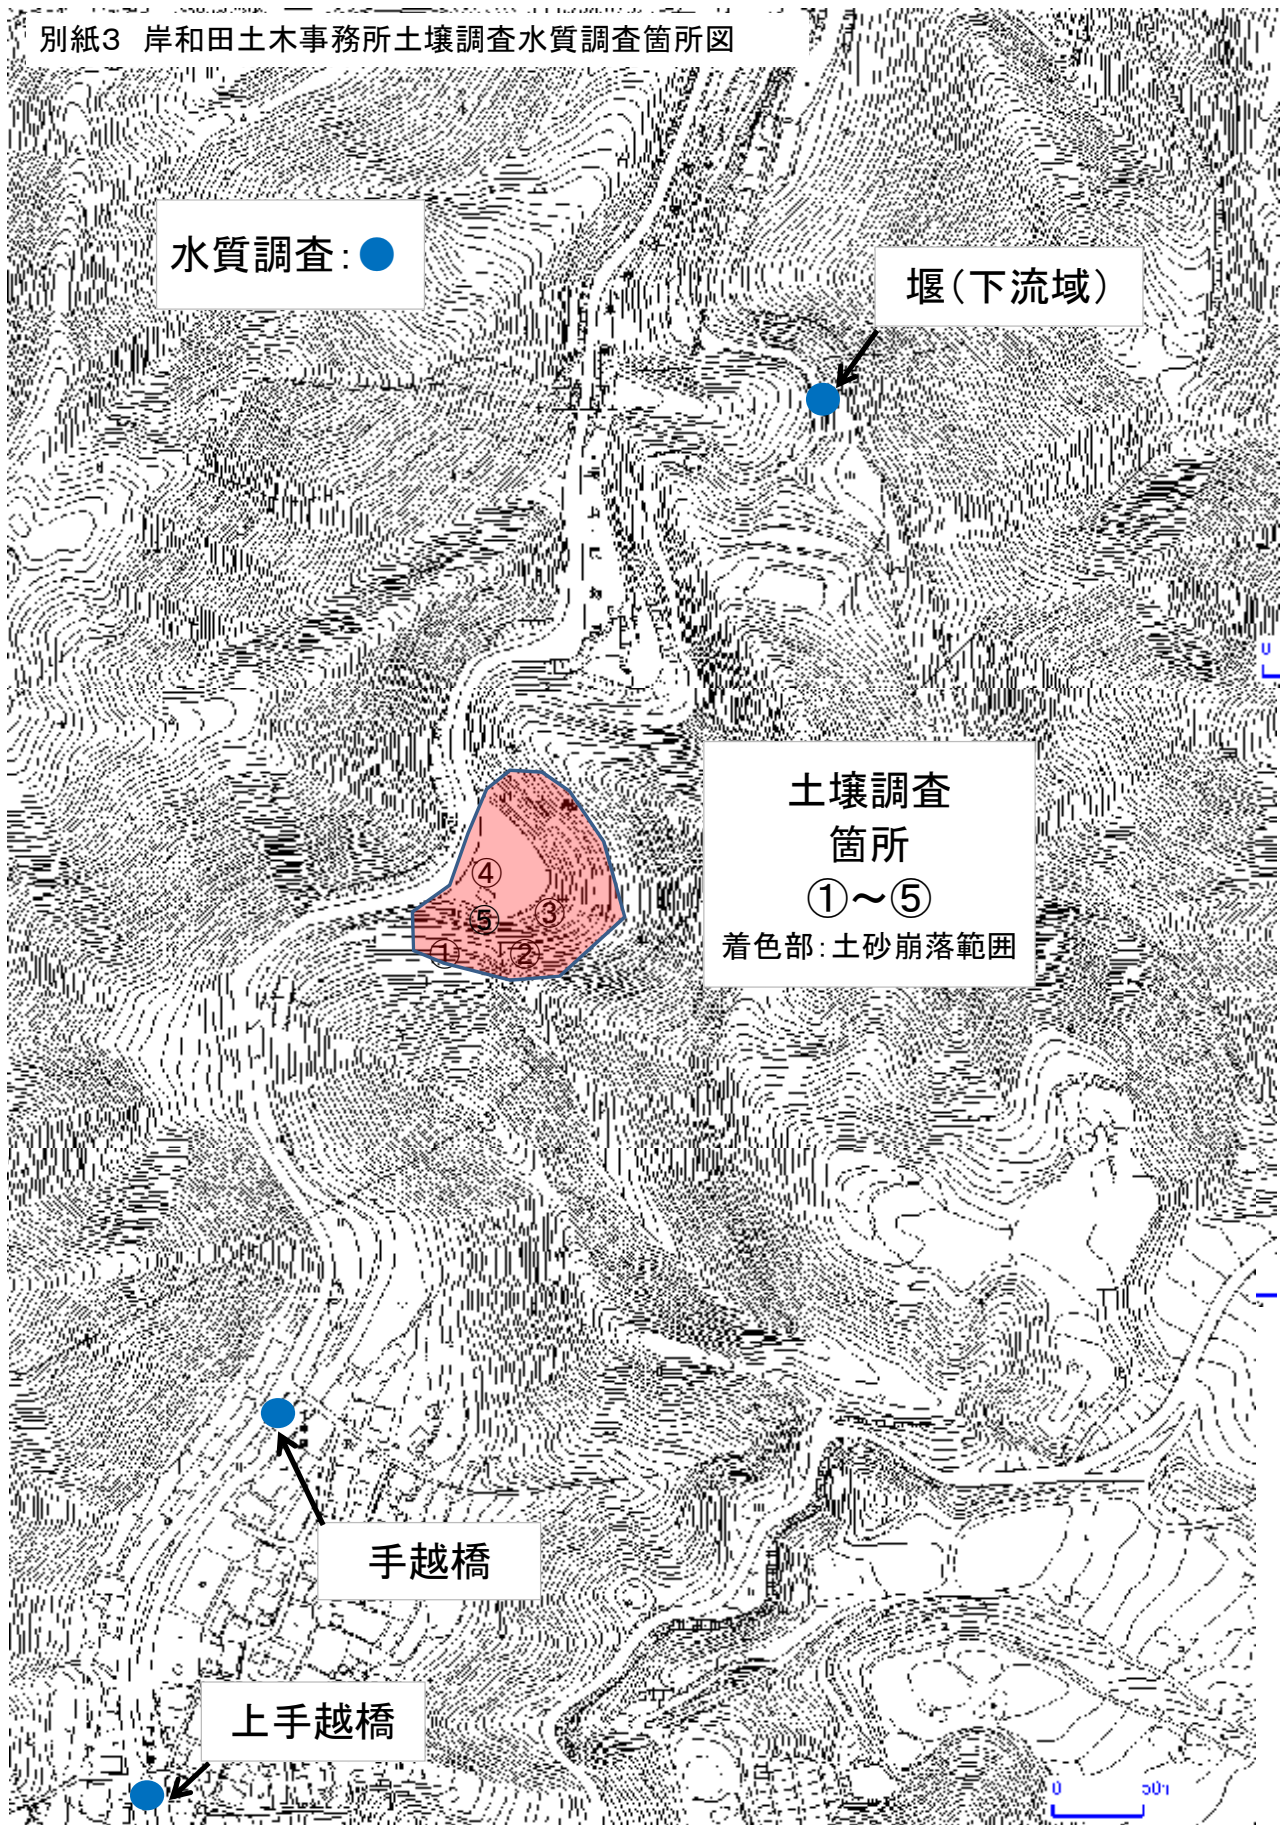 別紙3 岸和田土木事務所土壌調査水質調査箇所図
水質調査：●
堰（下流域）
土壌調査
箇所
①～⑤
着色部：土砂崩落範囲
④
⑤
③
①
②
手越橋
上手越橋
0
0